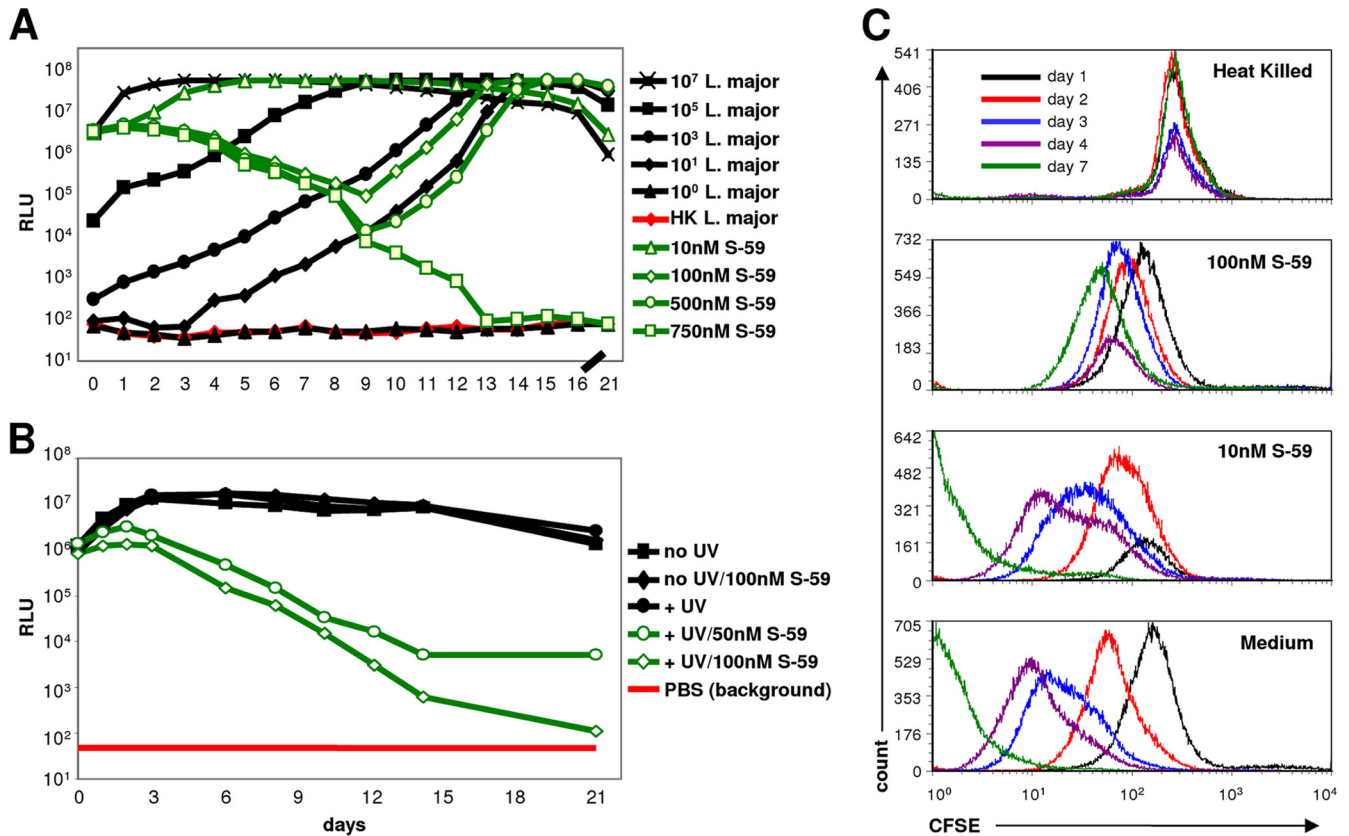 A
RLU
10⁸
10⁷
10⁶
10⁵
10⁴
10³
10²
10¹
0 1 2 3 4 5 6 7 8 9 10 11 12 13 14 15 16 21
10⁷ L. major
10⁵ L. major
10³ L. major
10¹ L. major
10⁰ L. major
HK L. major
10nM S-59
100nM S-59
500nM S-59
750nM S-59
B
RLU
10⁸
10⁷
10⁶
10⁵
10⁴
10³
10²
10¹
0 3 6 9 12 15 18 21
days
no UV
no UV/100nM S-59
+ UV
+ UV/50nM S-59
+ UV/100nM S-59
PBS (background)
C
541
406
271
135
0
Heat Killed
day 1
day 2
day 3
day 4
day 7
732
549
366
183
0
100nM S-59
642
482
321
161
0
10nM S-59
705
529
353
176
0
Medium
10⁰ 10¹ 10² 10³ 10⁴
count
CFSE